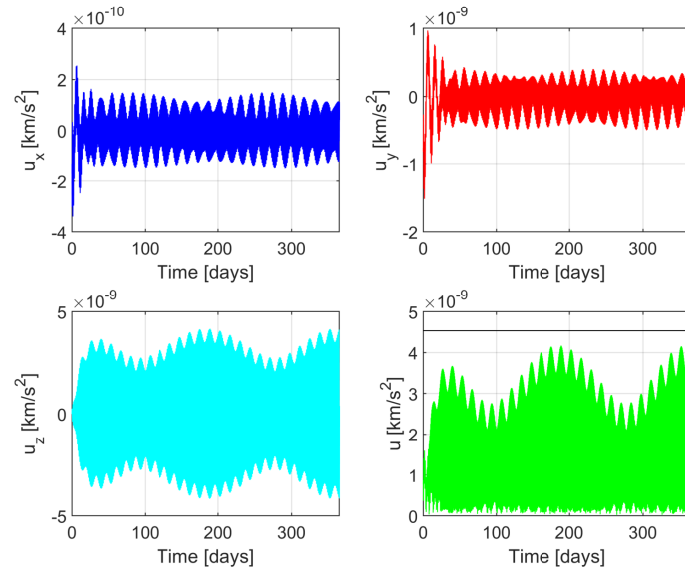 ×10⁻¹⁰
4
2
0
-2
-4
u_x [km/s²]
0 100 200 300
Time [days]
×10⁻⁹
1
0
-1
-2
u_y [km/s²]
0 100 200 300
Time [days]
×10⁻⁹
5
0
-5
u_z [km/s²]
0 100 200 300
Time [days]
×10⁻⁹
5
4
3
2
1
0
u [km/s²]
0 100 200 300
Time [days]